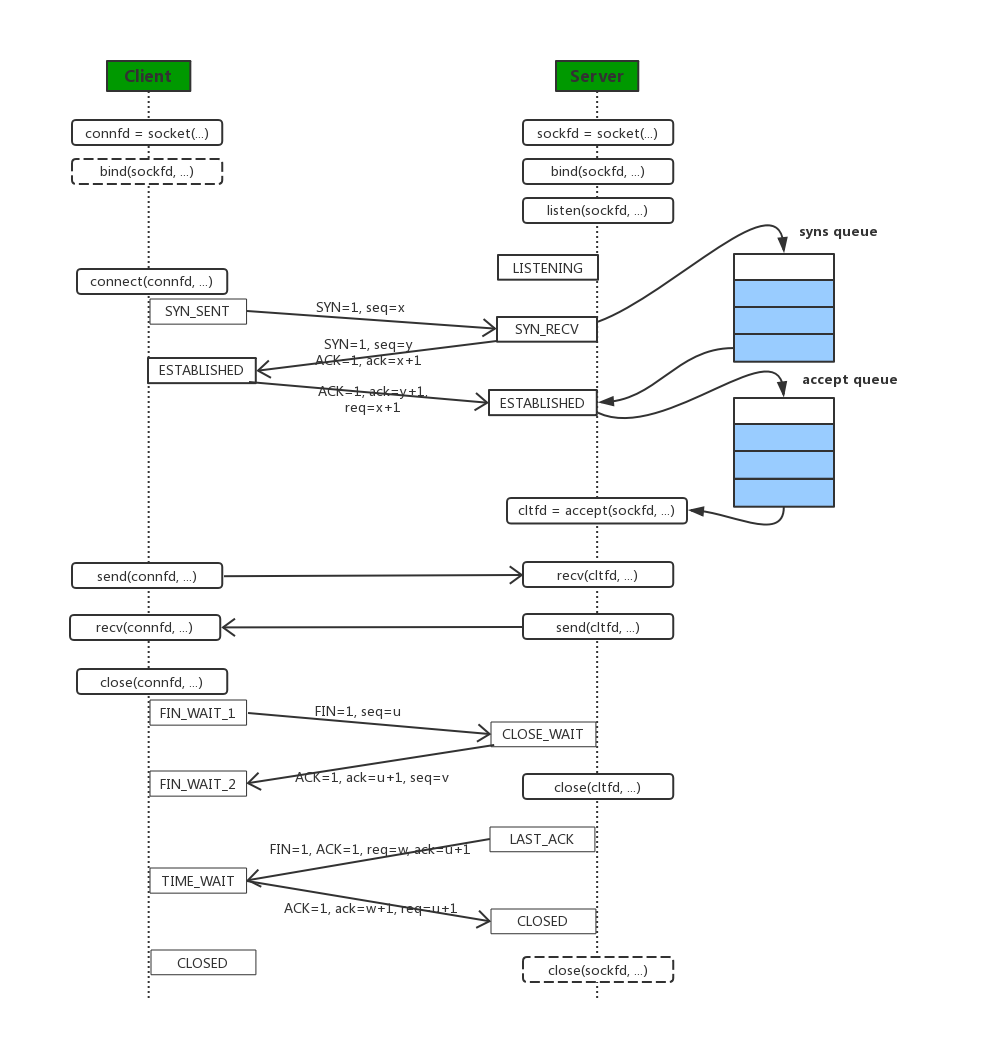 Client
Server
connfd = socket(...)
sockfd = socket(...)
bind(sockfd, ...)
bind(sockfd, ...)
listen(sockfd, ...)
syns queue
LISTENING
connect(connfd, ...)
SYN_SENT
SYN=1, seq=x
SYN_RECV
SYN=1, seq=y
ACK=1, ack=x+1
ESTABLISHED
accept queue
ACK=1, ack=y+1,
req=x+1
ESTABLISHED
cltfd = accept(sockfd, ...)
send(connfd, ...)
recv(cltfd, ...)
recv(connfd, ...)
send(cltfd, ...)
close(connfd, ...)
FIN_WAIT_1
FIN=1, seq=u
CLOSE_WAIT
FIN_WAIT_2
ACK=1, ack=u+1, seq=v
close(cltfd, ...)
LAST_ACK
FIN=1, ACK=1, req=w, ack=u+1
TIME_WAIT
ACK=1, ack=w+1, req=u+1
CLOSED
CLOSED
close(sockfd, ...)